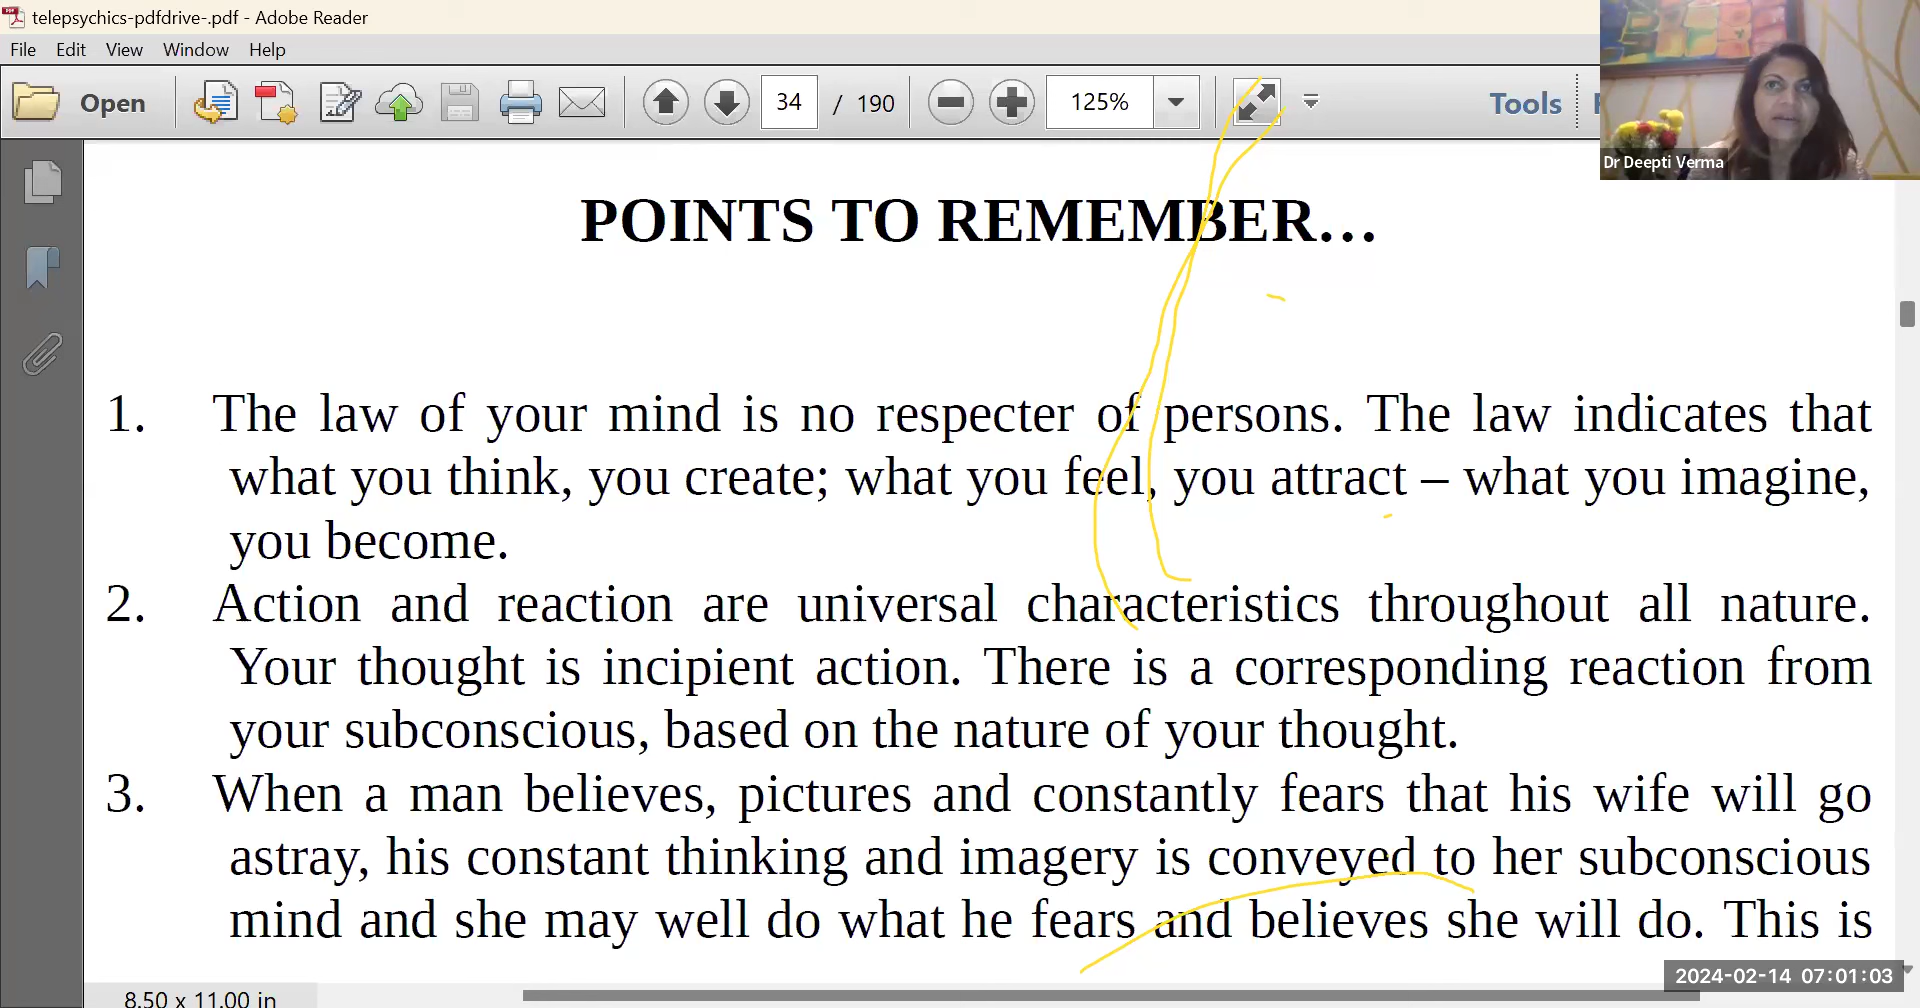 telepsychics-pdfdrive-.pdf - Adobe Reader
File Edit View Window Help
Open 34 / 190 125% Tools
Dr Deepti Verma
POINTS TO REMEMBER…
1. The law of your mind is no respecter of persons. The law indicates that
what you think, you create; what you feel, you attract – what you imagine,
you become.
2. Action and reaction are universal characteristics throughout all nature.
Your thought is incipient action. There is a corresponding reaction from
your subconscious, based on the nature of your thought.
3. When a man believes, pictures and constantly fears that his wife will go
astray, his constant thinking and imagery is conveyed to her subconscious
mind and she may well do what he fears and believes she will do. This is
2024-02-14 07:01:03
8.50 x 11.00 in